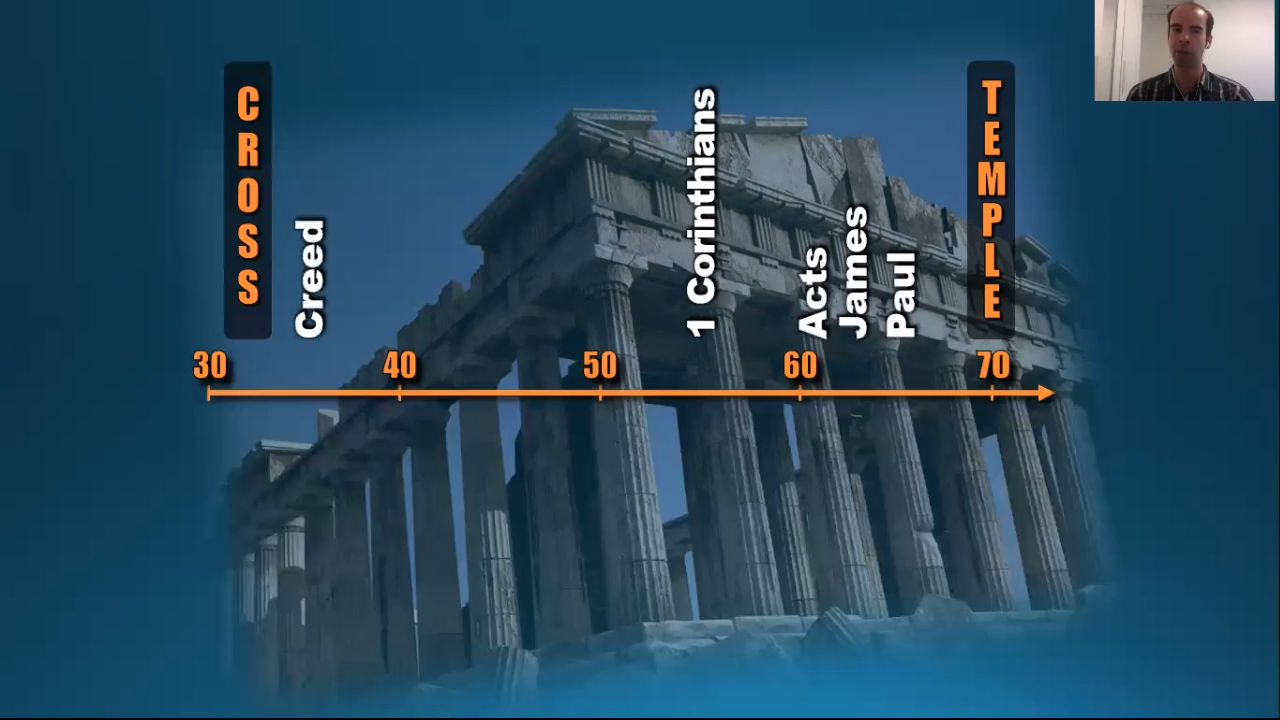 CROSS
Creed
1 Corinthians
Acts
James
Paul
TEMPLE
30 40 50 60 70